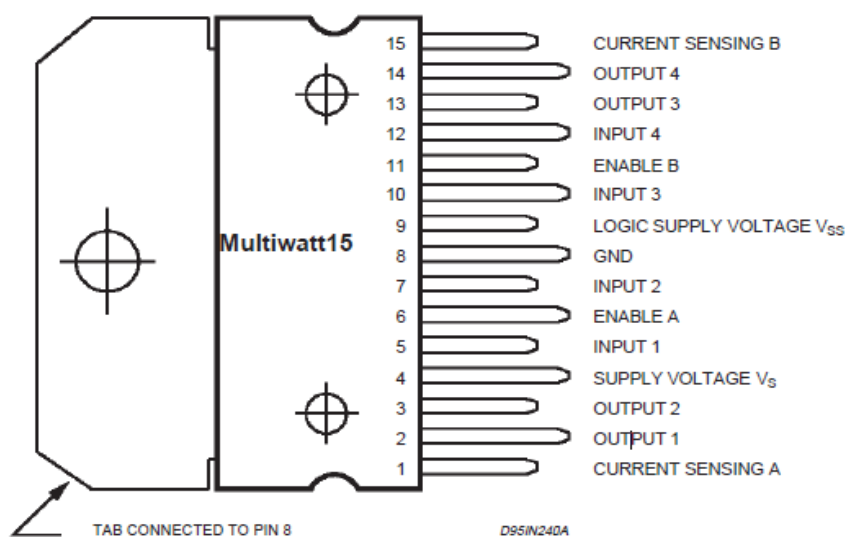 15 CURRENT SENSING B
14 OUTPUT 4
13 OUTPUT 3
12 INPUT 4
11 ENABLE B
10 INPUT 3
9 LOGIC SUPPLY VOLTAGE VSS
Multiwatt15
8 GND
7 INPUT 2
6 ENABLE A
5 INPUT 1
4 SUPPLY VOLTAGE VS
3 OUTPUT 2
2 OUTPUT 1
1 CURRENT SENSING A
TAB CONNECTED TO PIN 8
D95IN240A